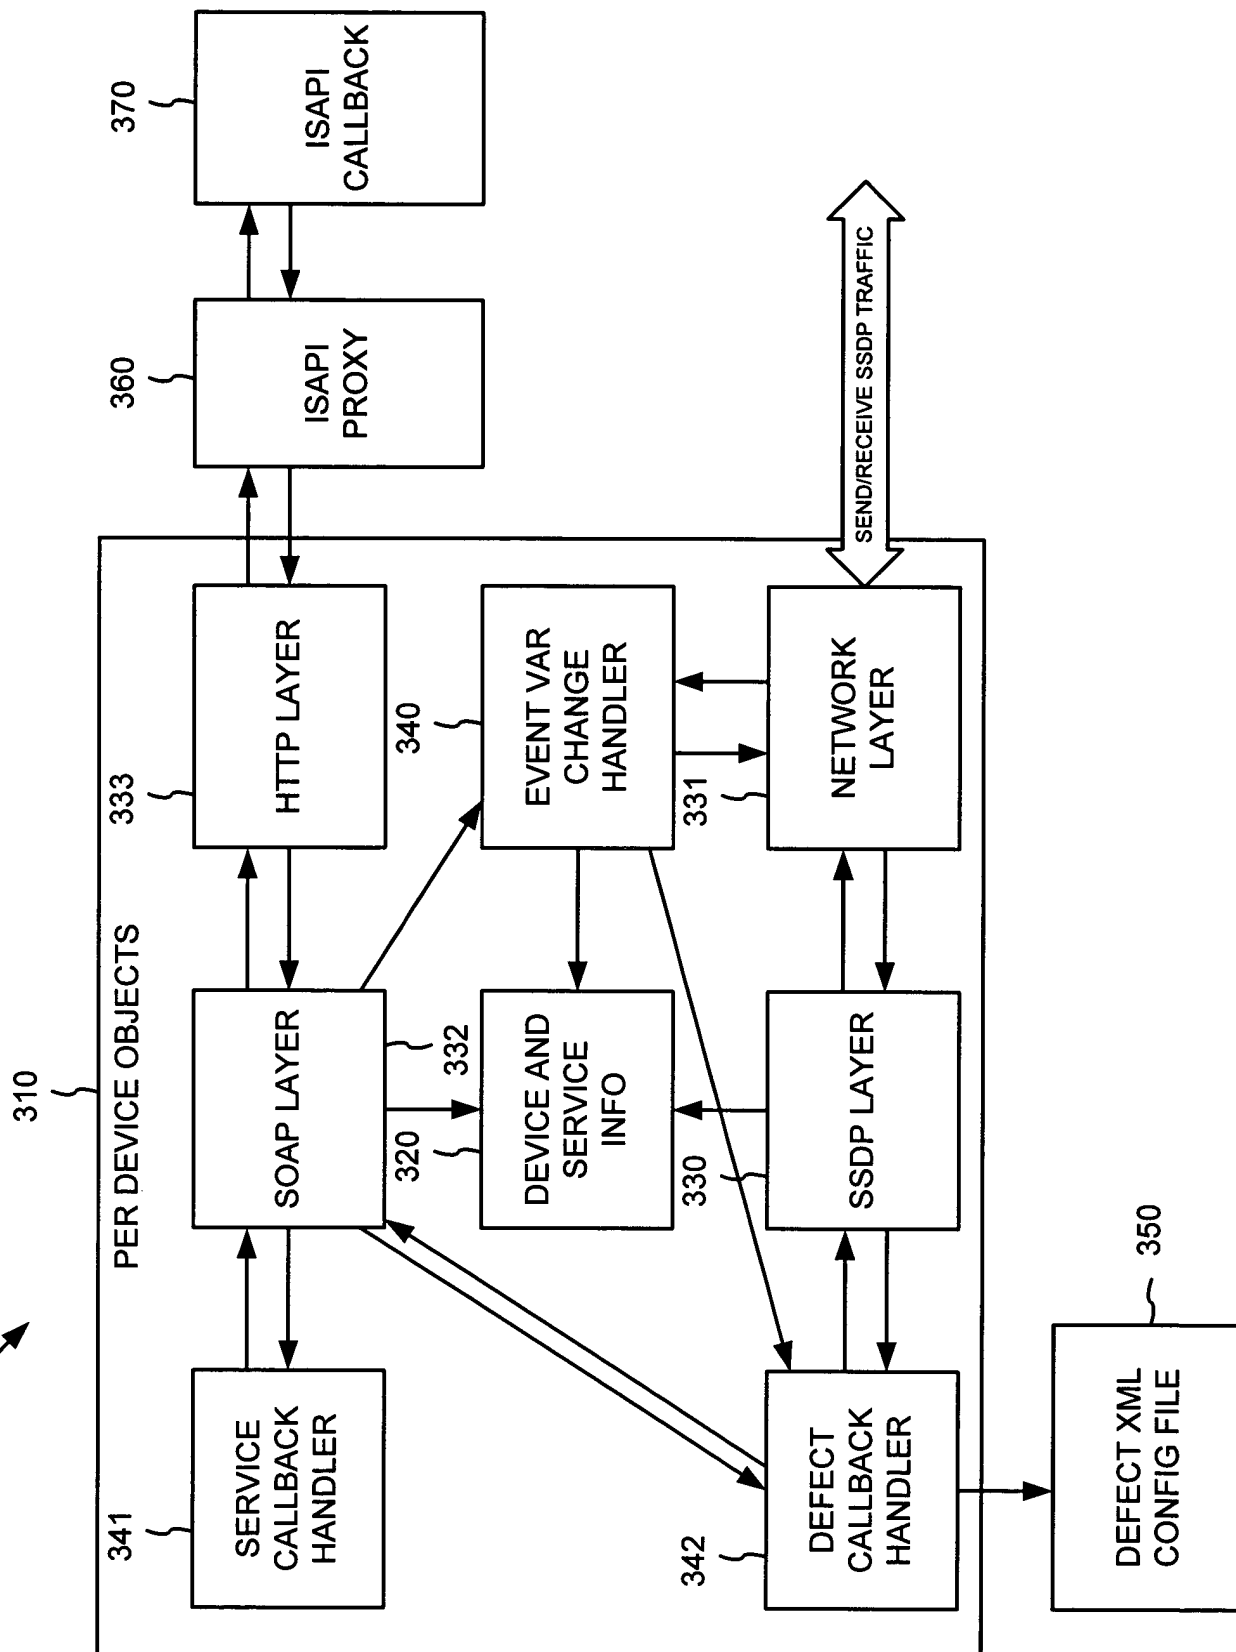 310
PER DEVICE OBJECTS
341
SERVICE
CALLBACK
HANDLER
SOAP LAYER
332
333
HTTP LAYER
360
ISAPI
PROXY
370
ISAPI
CALLBACK
320
DEVICE AND
SERVICE
INFO
340
EVENT VAR
CHANGE
HANDLER
342
DEFECT
CALLBACK
HANDLER
330
SSDP LAYER
331
NETWORK
LAYER
SEND/RECEIVE SSDP TRAFFIC
350
DEFECT XML
CONFIG FILE